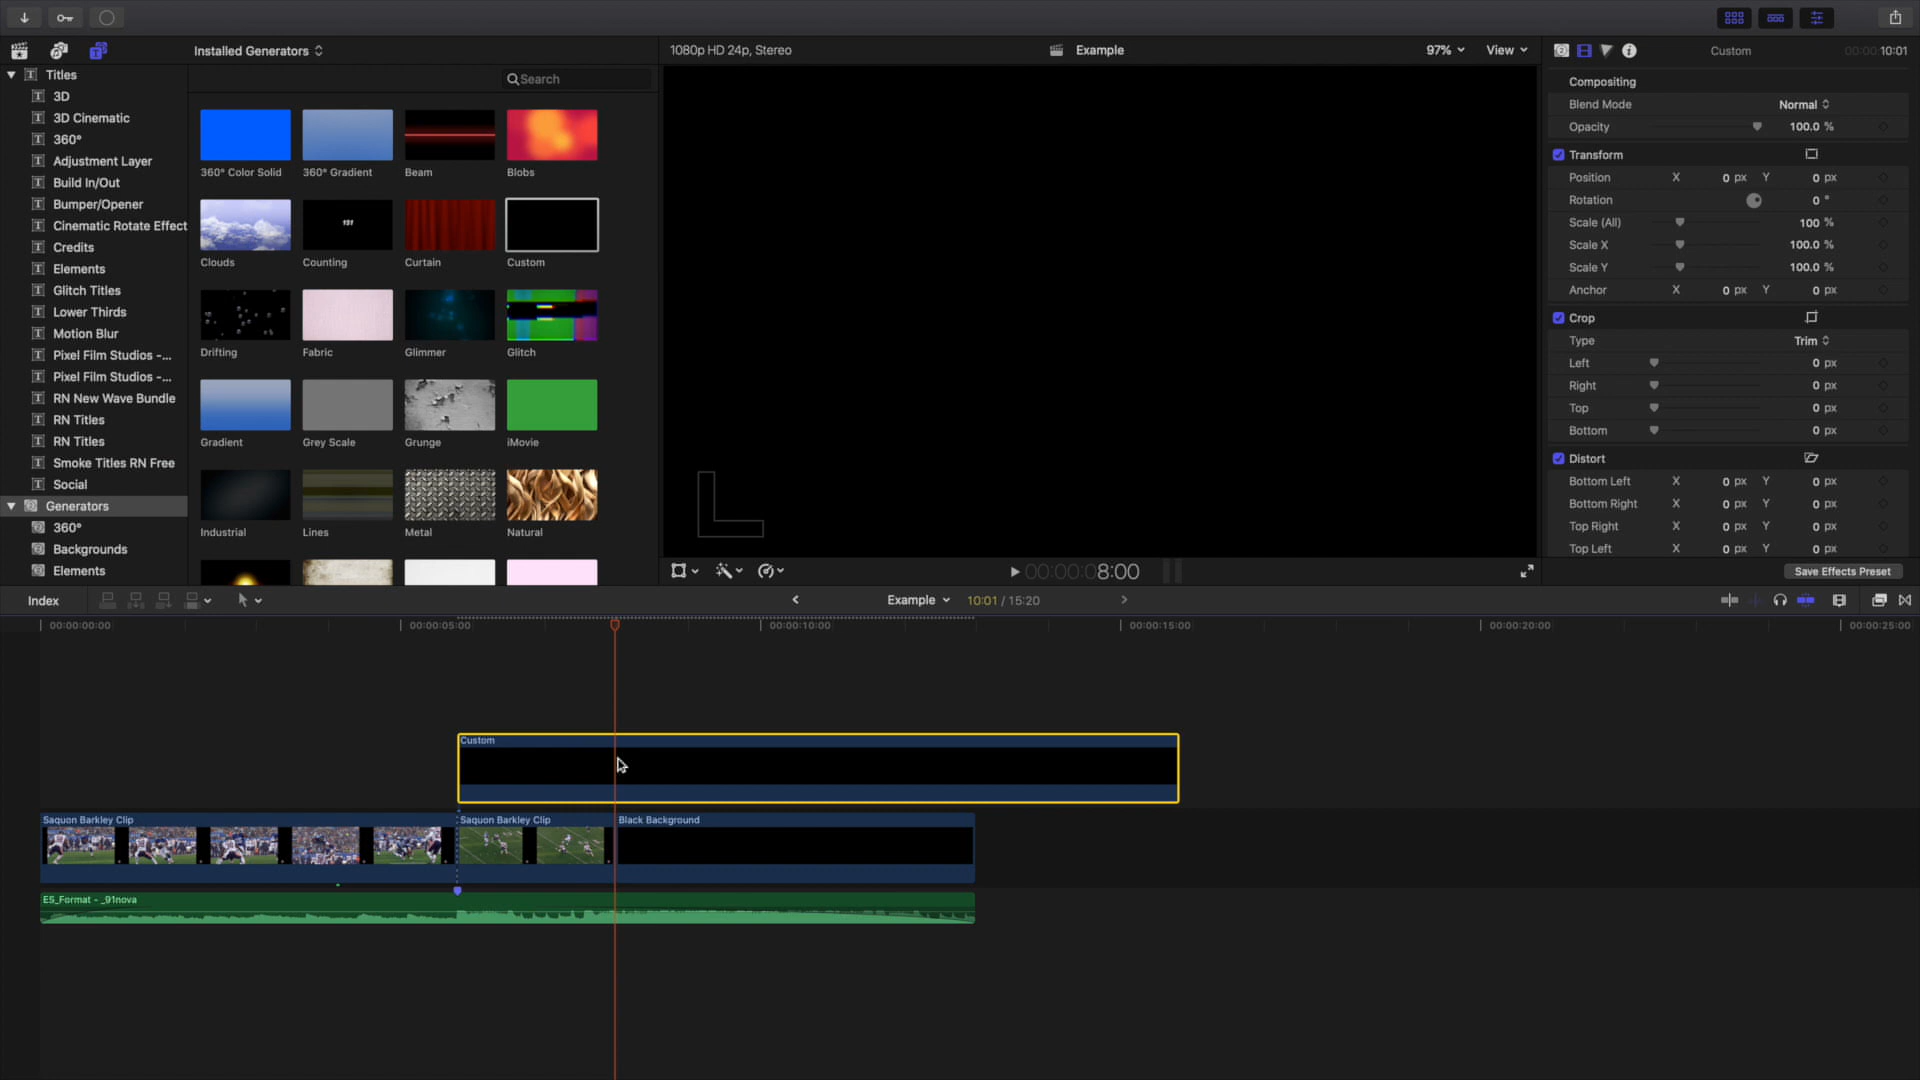 Installed Generators
1080p HD 24p, Stereo
Example
97%
View
Custom
00:00 10:01
Titles
3D
3D Cinematic
360°
Adjustment Layer
Build In/Out
Bumper/Opener
Cinematic Rotate Effect
Credits
Elements
Glitch Titles
Lower Thirds
Motion Blur
Pixel Film Studios -...
Pixel Film Studios -...
RN New Wave Bundle
RN Titles
RN Titles
Smoke Titles RN Free
Social
Generators
360°
Backgrounds
Elements
Search
360° Color Solid
360° Gradient
Beam
Blobs
Clouds
Counting
Curtain
Custom
Drifting
Fabric
Glimmer
Glitch
Gradient
Grey Scale
Grunge
iMovie
Industrial
Lines
Metal
Natural
Compositing
Blend Mode Normal
Opacity 100.0 %
Transform
Position X 0 px Y 0 px
Rotation 0 °
Scale (All) 100 %
Scale X 100.0 %
Scale Y 100.0 %
Anchor X 0 px Y 0 px
Crop
Type Trim
Left 0 px
Right 0 px
Top 0 px
Bottom 0 px
Distort
Bottom Left X 0 px Y 0 px
Bottom Right X 0 px Y 0 px
Top Right X 0 px Y 0 px
Top Left X 0 px Y 0 px
00:00:08:00
Save Effects Preset
Index
Example
10:01 / 15:20
00:00:00:00
00:00:05:00
00:00:10:00
00:00:15:00
00:00:20:00
00:00:25:00
Custom
Saquon Barkley Clip
Saquon Barkley Clip
Black Background
ES_Format - _91nova